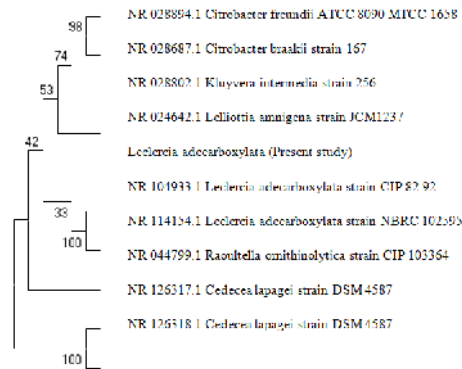 NR 028894.1 Citrobacter freundii ATCC 8090 MTCC 1658
98
NR 028687.1 Citrobacter braakii strain 167
74
NR 028802.1 Kluyvera intermedia strain 256
53
NR 024642.1 Lelliottia amnigena strain JCM1237
42
Leclercia adecarboxylata (Present study)
NR 104933.1 Leclercia adecarboxylata strain CIP 82.92
33
NR 114154.1 Leclercia adecarboxylata strain NBRC 102595
100
NR 044799.1 Raoultella ornithinolytica strain CIP 103364
NR 126317.1 Cedecea lapagei strain DSM 4587
NR 126318.1 Cedecea lapagei strain DSM 4587
100